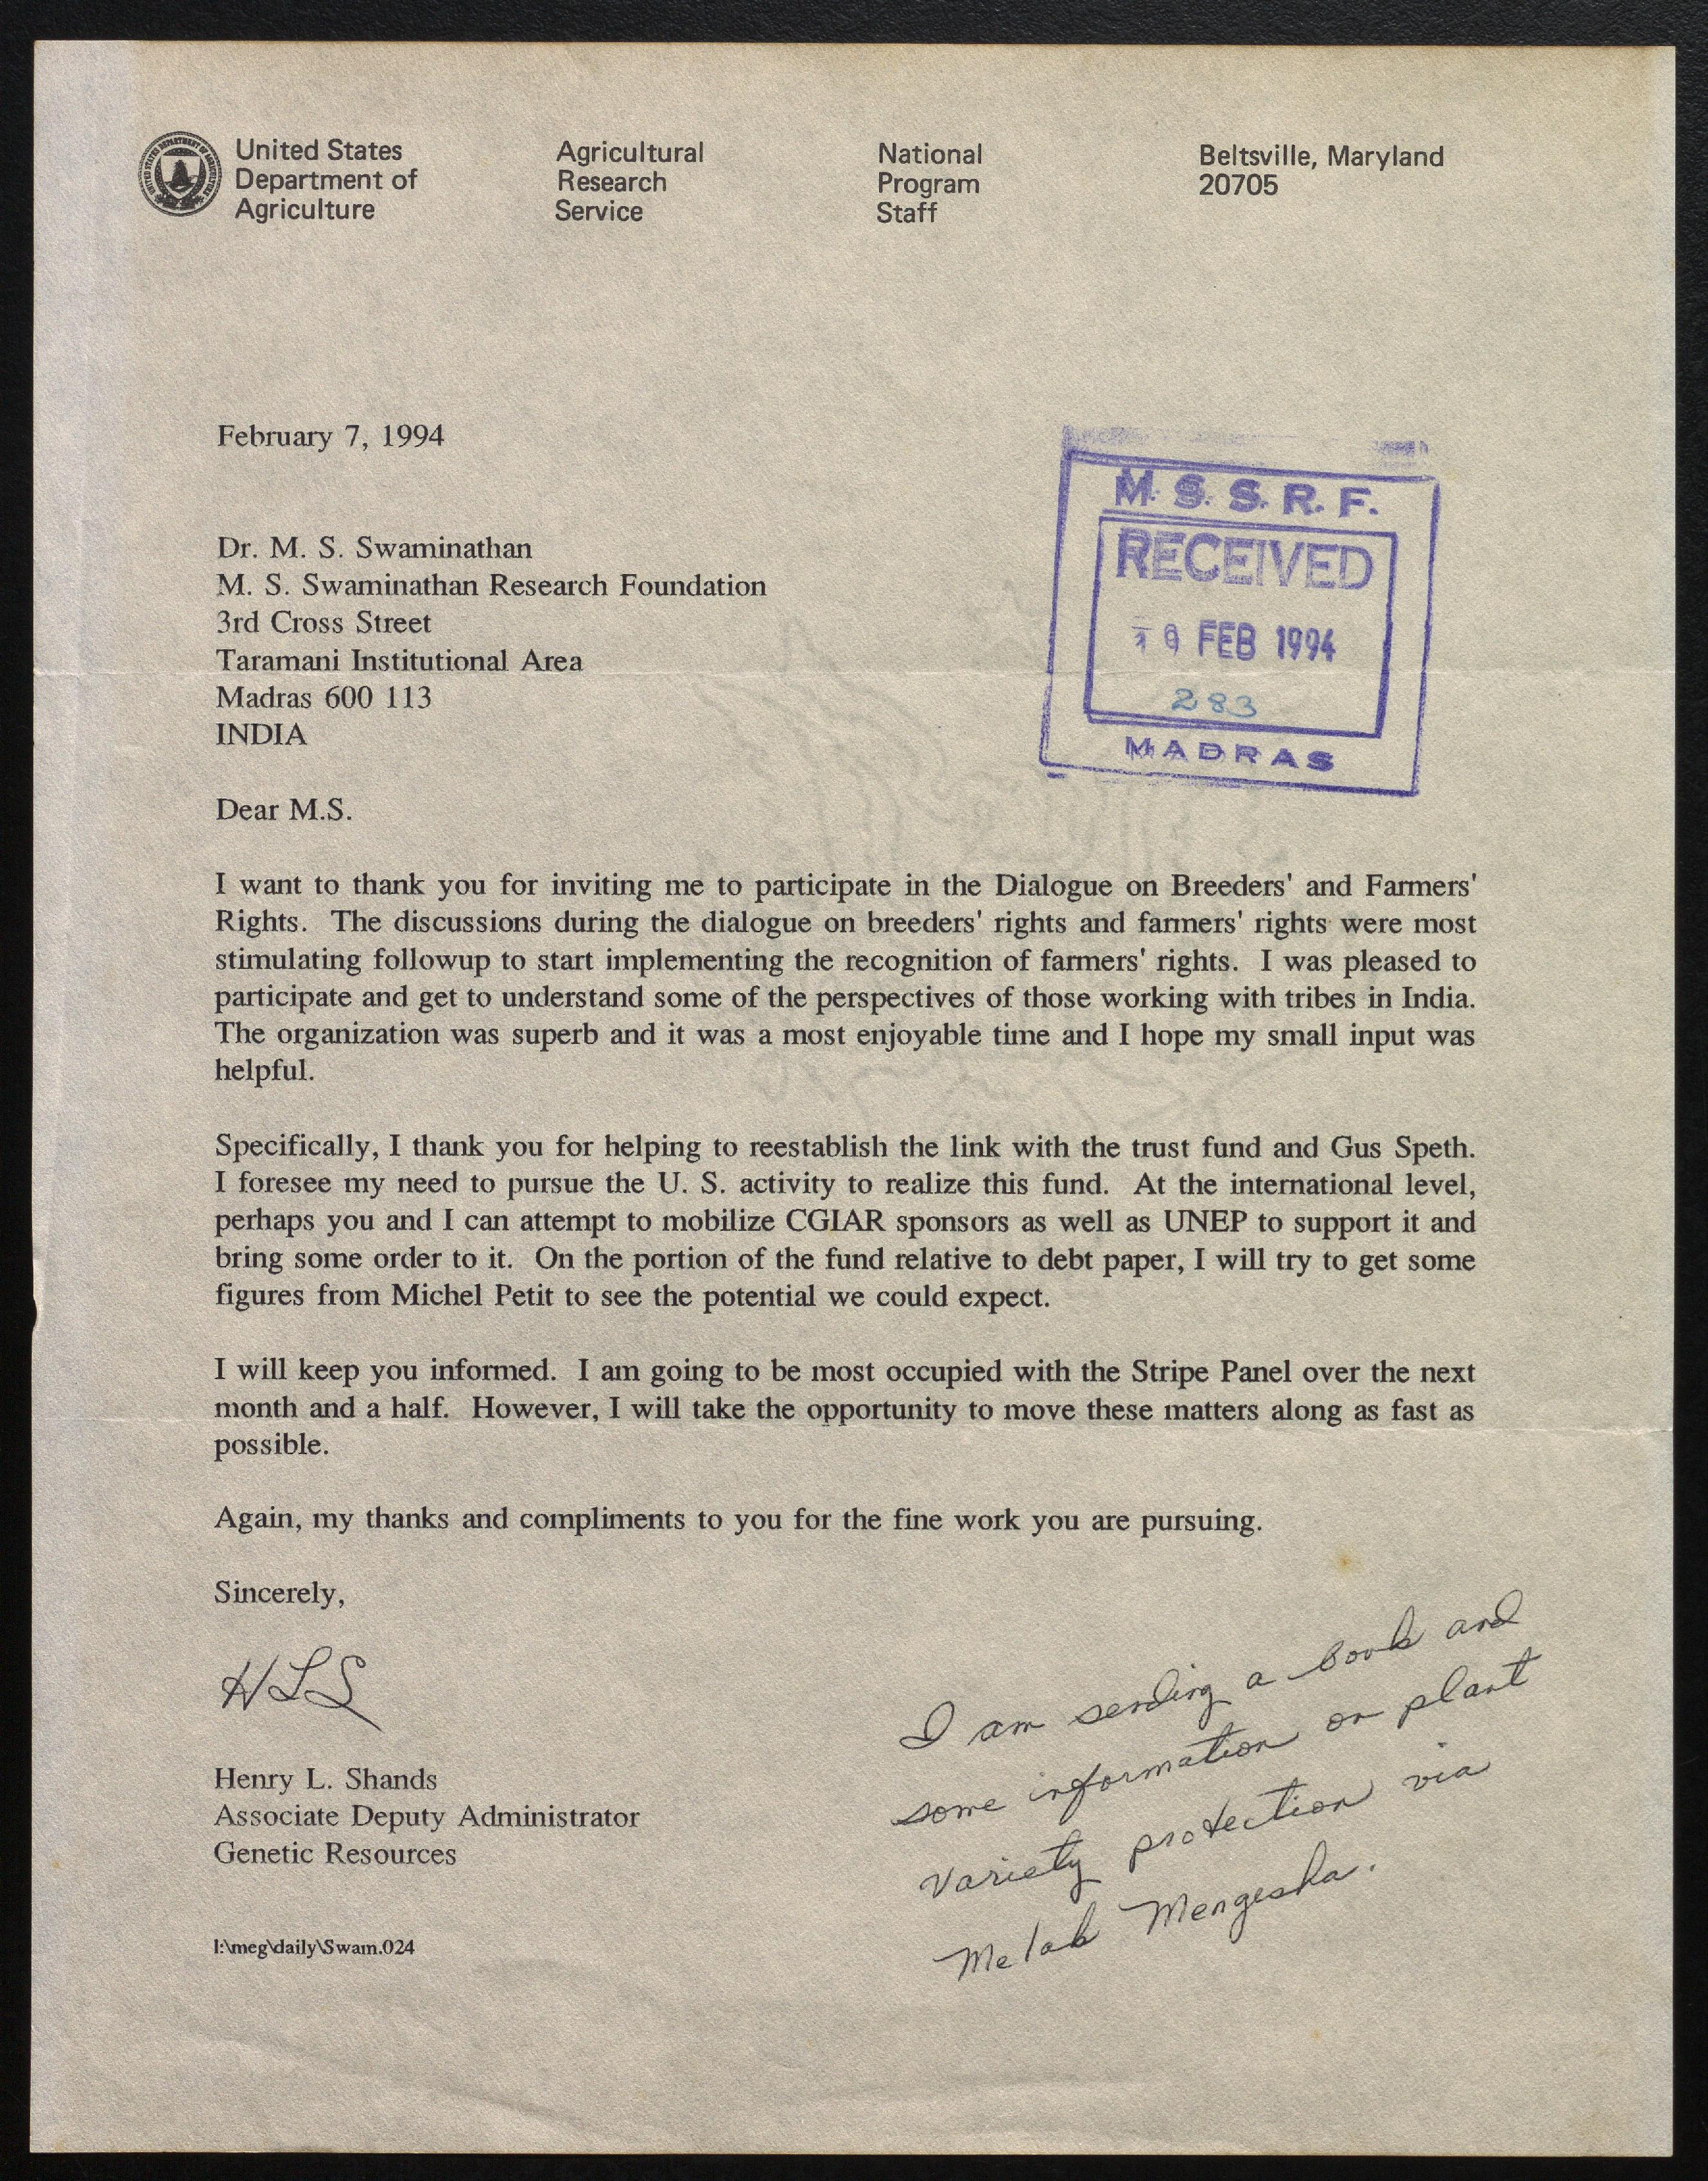 United States
Department of
Agriculture
Agricultural
Research
Service
National
Program
Staff
Beltsville, Maryland
20705
February 7, 1994
M. S. S. R. F.
RECEIVED
FEB 1994
283
MADRAS
Dr. M. S. Swaminathan
M. S. Swaminathan Research Foundation
3rd Cross Street
Taramani Institutional Area
Madras 600 113
INDIA
Dear M.S.
I want to thank you for inviting me to participate in the Dialogue on Breeders' and Farmers'
Rights. The discussions during the dialogue on breeders' rights and farmers' rights were most
stimulating followup to start implementing the recognition of farmers' rights. I was pleased to
participate and get to understand some of the perspectives of those working with tribes in India.
The organization was superb and it was a most enjoyable time and I hope my small input was
helpful.
Specifically, I thank you for helping to reestablish the link with the trust fund and Gus Speth.
I foresee my need to pursue the U. S. activity to realize this fund. At the international level,
perhaps you and I can attempt to mobilize CGIAR sponsors as well as UNEP to support it and
bring some order to it. On the portion of the fund relative to debt paper, I will try to get some
figures from Michel Petit to see the potential we could expect.
I will keep you informed. I am going to be most occupied with the Stripe Panel over the next
month and a half. However, I will take the opportunity to move these matters along as fast as
possible.
Again, my thanks and compliments to you for the fine work you are pursuing.
Sincerely,
HLS
Henry L. Shands
Associate Deputy Administrator
Genetic Resources
I am sending a book and
some information on plant
variety protection via
Melak Mengesha.
l:\meg\daily\Swam.024